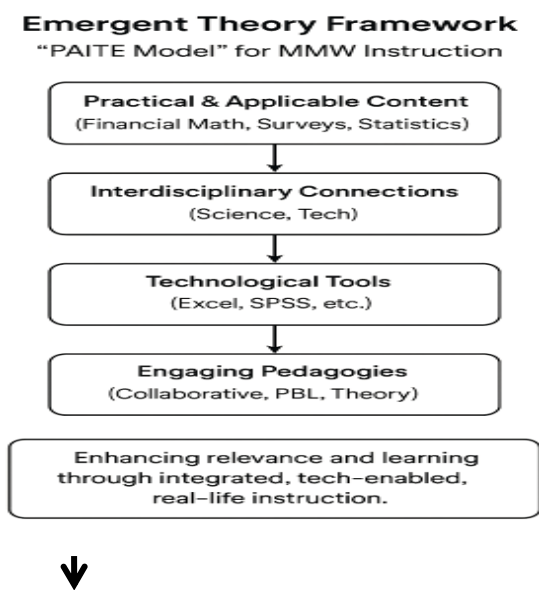 Emergent Theory Framework
“PAITE Model” for MMW Instruction
Practical & Applicable Content
(Financial Math, Surveys, Statistics)
Interdisciplinary Connections
(Science, Tech)
Technological Tools
(Excel, SPSS, etc.)
Engaging Pedagogies
(Collaborative, PBL, Theory)
Enhancing relevance and learning
through integrated, tech-enabled,
real-life instruction.